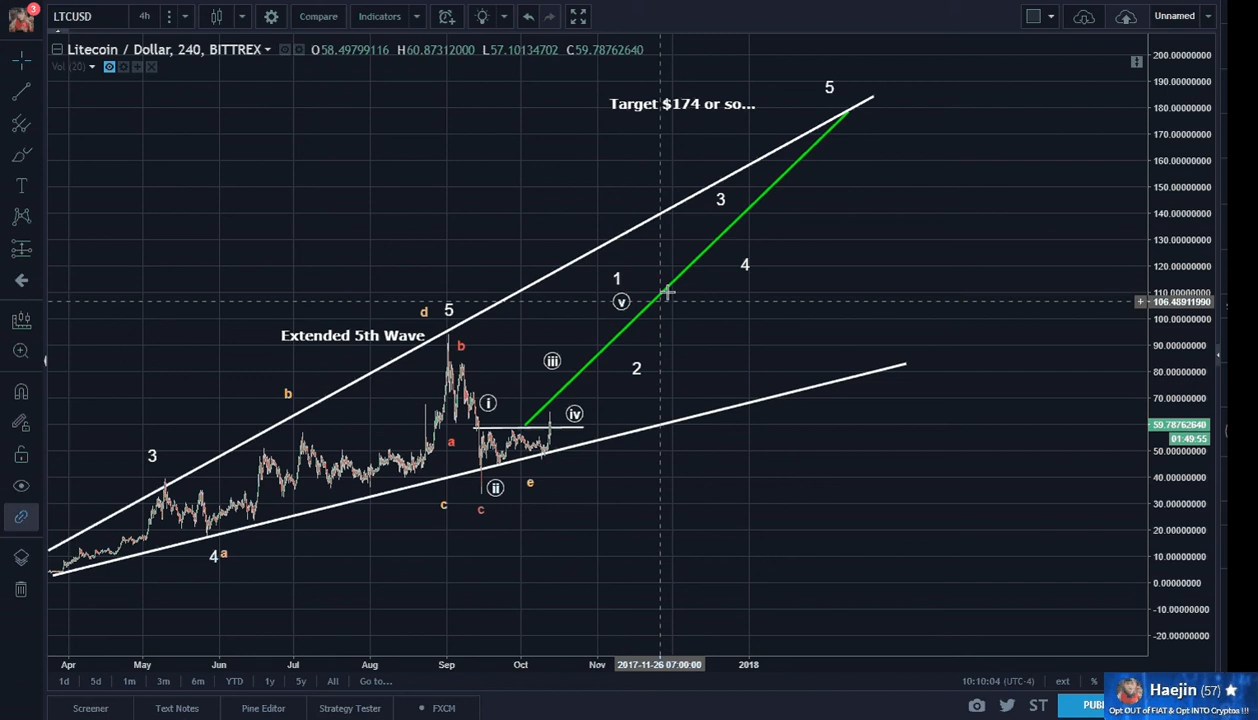 3
LTCUSD 4h Compare Indicators Unnamed
Litecoin / Dollar, 240, BITTREX O58.49799116 H60.87312000 L57.10134702 C59.78762640
Vol (20)
200.00000000
190.00000000
180.00000000
170.00000000
160.00000000
150.00000000
140.00000000
130.00000000
120.00000000
110.00000000
106.48911990
100.00000000
90.00000000
80.00000000
70.00000000
59.78762640
01:49:55
50.00000000
40.00000000
30.00000000
20.00000000
10.00000000
0.00000000
-10.00000000
-20.00000000
5
Target $174 or so...
3
4
1
v
d 5
Extended 5th Wave
b
iii
2
b
i
iv
a
3
e
ii
c
c
4 a
Apr May Jun Jul Aug Sep Oct Nov 2017-11-26 07:00:00 2018
1d 5d 1m 3m 6m YTD 1y 5y All Go to... 10:10:04 (UTC-4) ext %
Screener Text Notes Pine Editor Strategy Tester FXCM ST PUB
Haejin (57)
Opt OUT of FIAT & Opt INTO Cryptos !!!